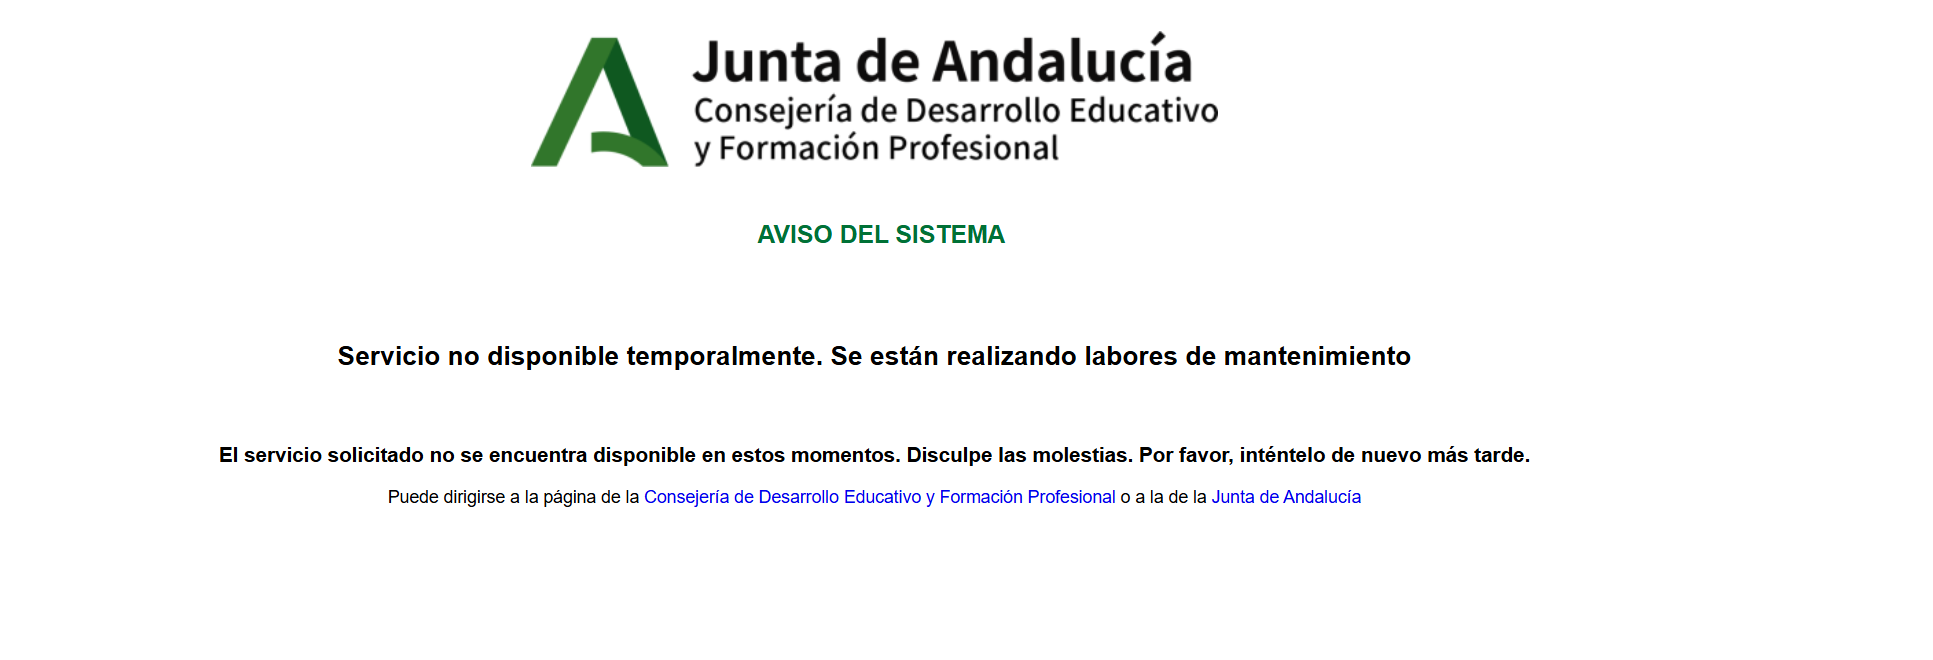 Junta de Andalucía
Consejería de Desarrollo Educativo
y Formación Profesional
AVISO DEL SISTEMA
Servicio no disponible temporalmente. Se están realizando labores de mantenimiento
El servicio solicitado no se encuentra disponible en estos momentos. Disculpe las molestias. Por favor, inténtelo de nuevo más tarde.
Puede dirigirse a la página de la Consejería de Desarrollo Educativo y Formación Profesional o a la de la Junta de Andalucía